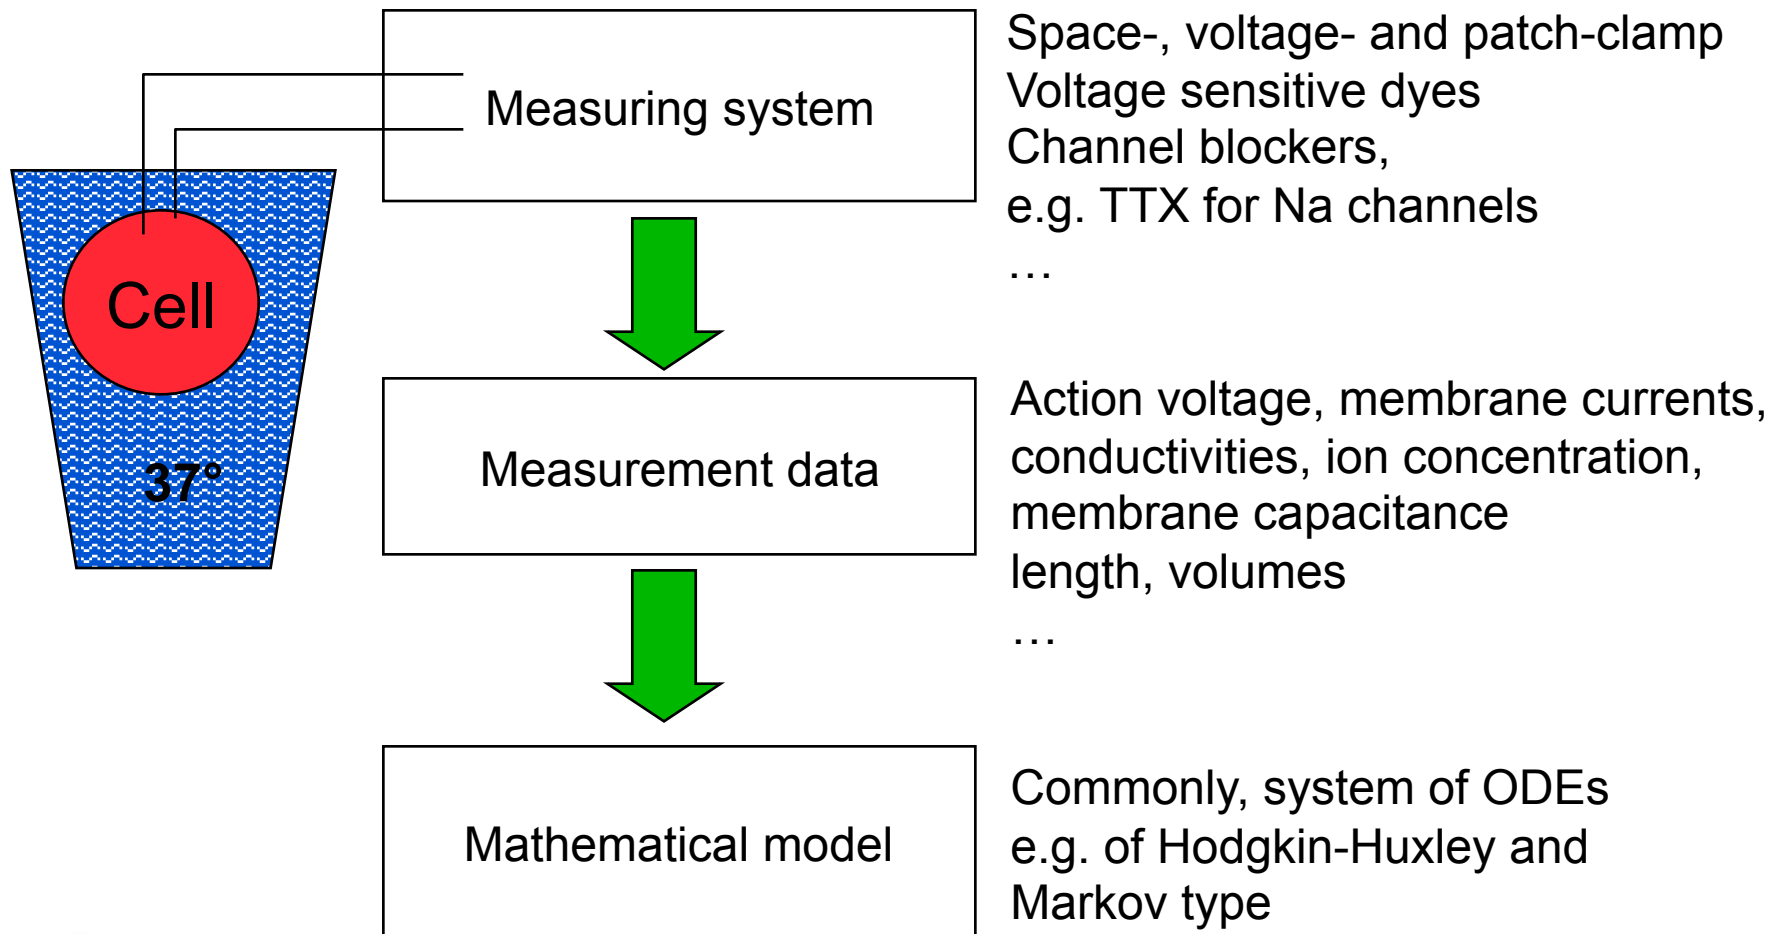 Measuring system
Space-, voltage- and patch-clamp
Voltage sensitive dyes
Channel blockers,
e.g. TTX for Na channels
…
Cell
37°
Measurement data
Action voltage, membrane currents,
conductivities, ion concentration,
membrane capacitance
length, volumes
…
Mathematical model
Commonly, system of ODEs
e.g. of Hodgkin-Huxley and
Markov type